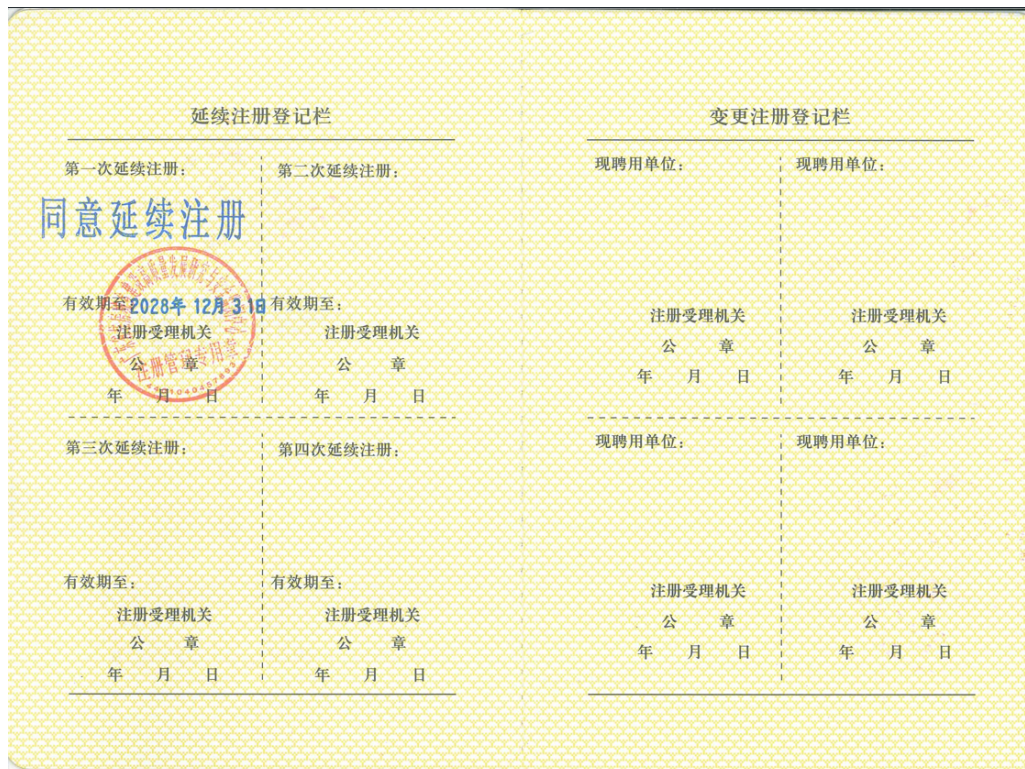 延续注册登记栏
第一次延续注册：
同意延续注册
有效期至2028年 12月 31日
注册受理机关
公 章
注册管理专用章
年 月 日
第二次延续注册：
有效期至：
注册受理机关
公 章
年 月 日
第三次延续注册：
有效期至：
注册受理机关
公 章
年 月 日
第四次延续注册：
有效期至：
注册受理机关
公 章
年 月 日
变更注册登记栏
现聘用单位：
注册受理机关
公 章
年 月 日
现聘用单位：
注册受理机关
公 章
年 月 日
现聘用单位：
注册受理机关
公 章
年 月 日
现聘用单位：
注册受理机关
公 章
年 月 日